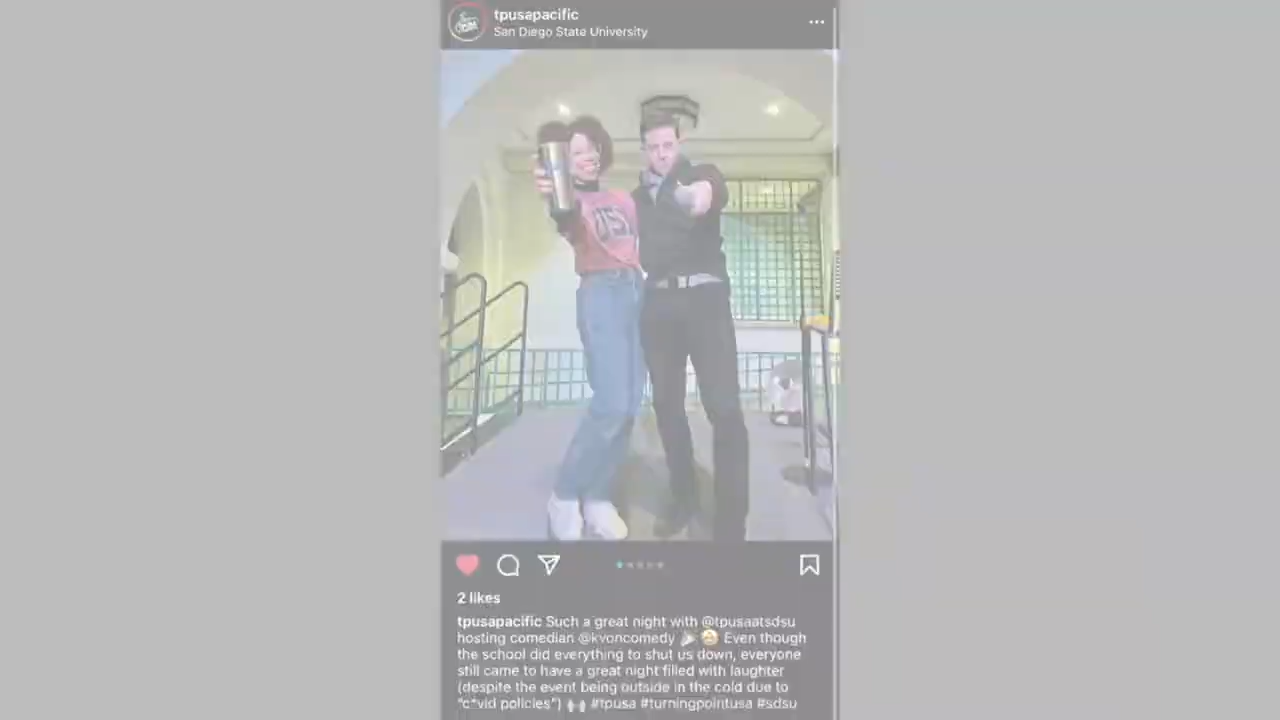 tpusapacific
San Diego State University
2 likes
tpusapacific Such a great night with @tpusaatsdsu
hosting comedian @kvoncomedy 🎉 🤩 Even though
the school did everything to shut us down, everyone
still came to have a great night filled with laughter
(despite the event being outside in the cold due to
"c*vid policies") 🙌 #tpusa #turningpointusa #sdsu